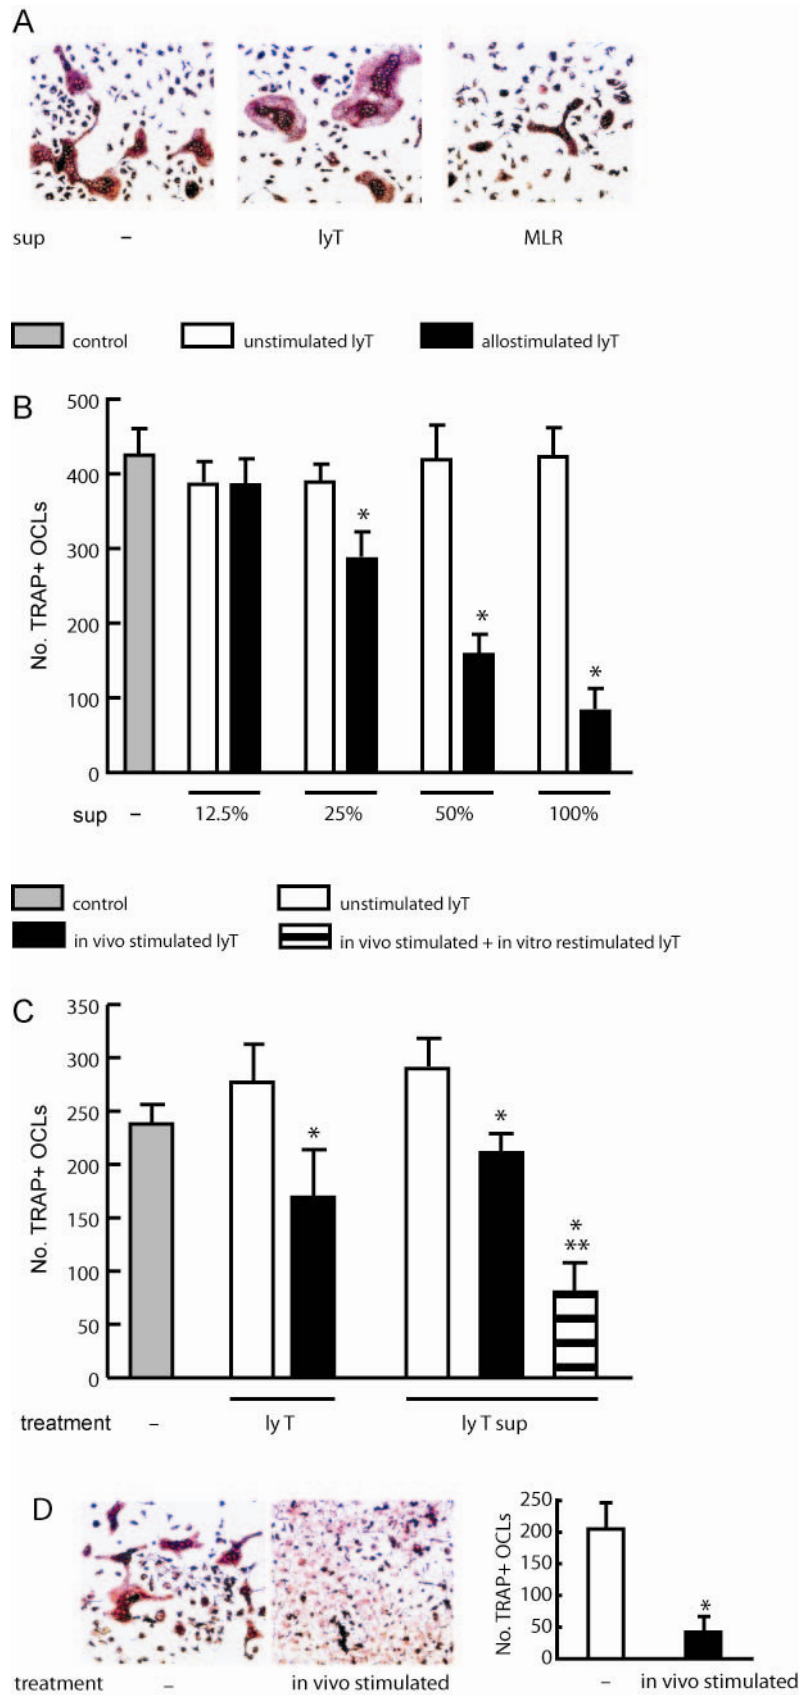 A
sup – lyT MLR
control unstimulated lyT allostimulated lyT
B
No. TRAP+ OCLs
500
400
300
200
100
0
*
*
*
sup – 12.5% 25% 50% 100%
control unstimulated lyT
in vivo stimulated lyT in vivo stimulated + in vitro restimulated lyT
C
No. TRAP+ OCLs
350
300
250
200
150
100
50
0
*
*
*
**
treatment – ly T ly T sup
D
No. TRAP+ OCLs
250
200
150
100
50
0
*
treatment – in vivo stimulated – in vivo stimulated